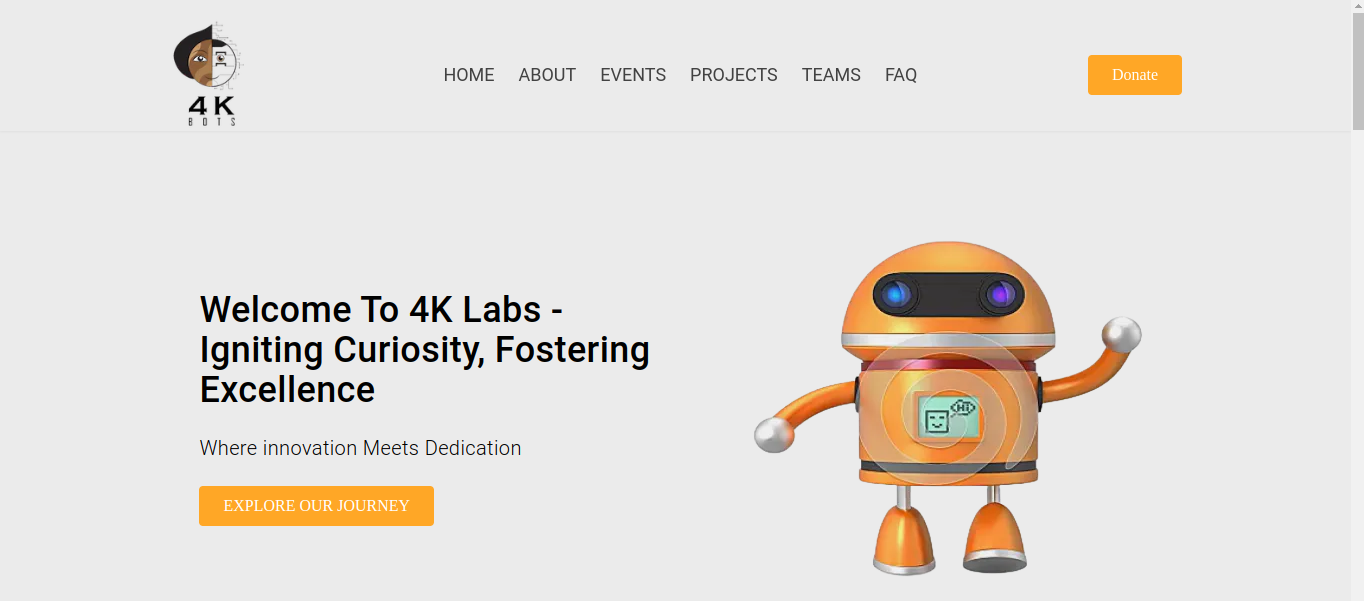 4K
BOTS
HOME ABOUT EVENTS PROJECTS TEAMS FAQ
Donate
Welcome To 4K Labs -
Igniting Curiosity, Fostering
Excellence
Where innovation Meets Dedication
EXPLORE OUR JOURNEY
Hi